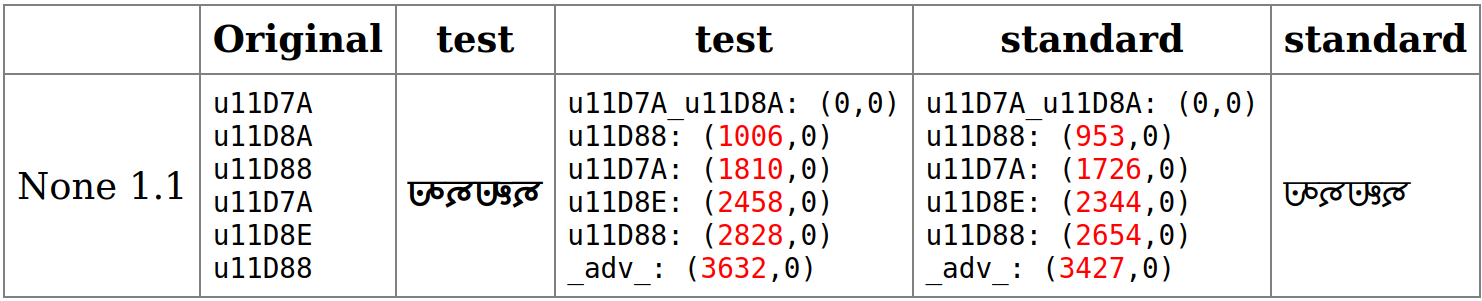 Original test test standard standard
None 1.1
u11D7A
u11D8A
u11D88
u11D7A
u11D8E
u11D88
𑵺𑶊𑶈𑵺𑶎𑶈
u11D7A_u11D8A: (0,0)
u11D88: (1006,0)
u11D7A: (1810,0)
u11D8E: (2458,0)
u11D88: (2828,0)
_adv_: (3632,0)
u11D7A_u11D8A: (0,0)
u11D88: (953,0)
u11D7A: (1726,0)
u11D8E: (2344,0)
u11D88: (2654,0)
_adv_: (3427,0)
𑵺𑶊𑶈𑵺𑶎𑶈